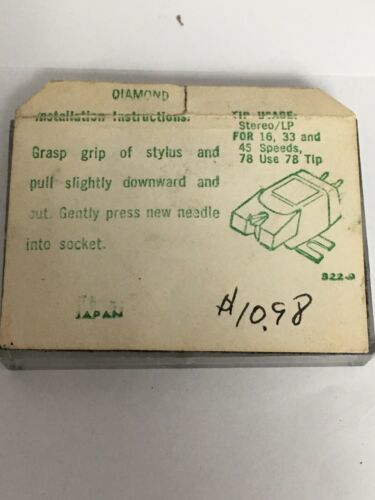 DIAMOND
Installation Instructions:
Grasp grip of stylus and
pull slightly downward and
out. Gently press new needle
into socket.
TIP USAGE:
Stereo/LP
FOR 16, 33 and
45 Speeds,
78 Use 78 Tip
822-D
JAPAN
$10.98